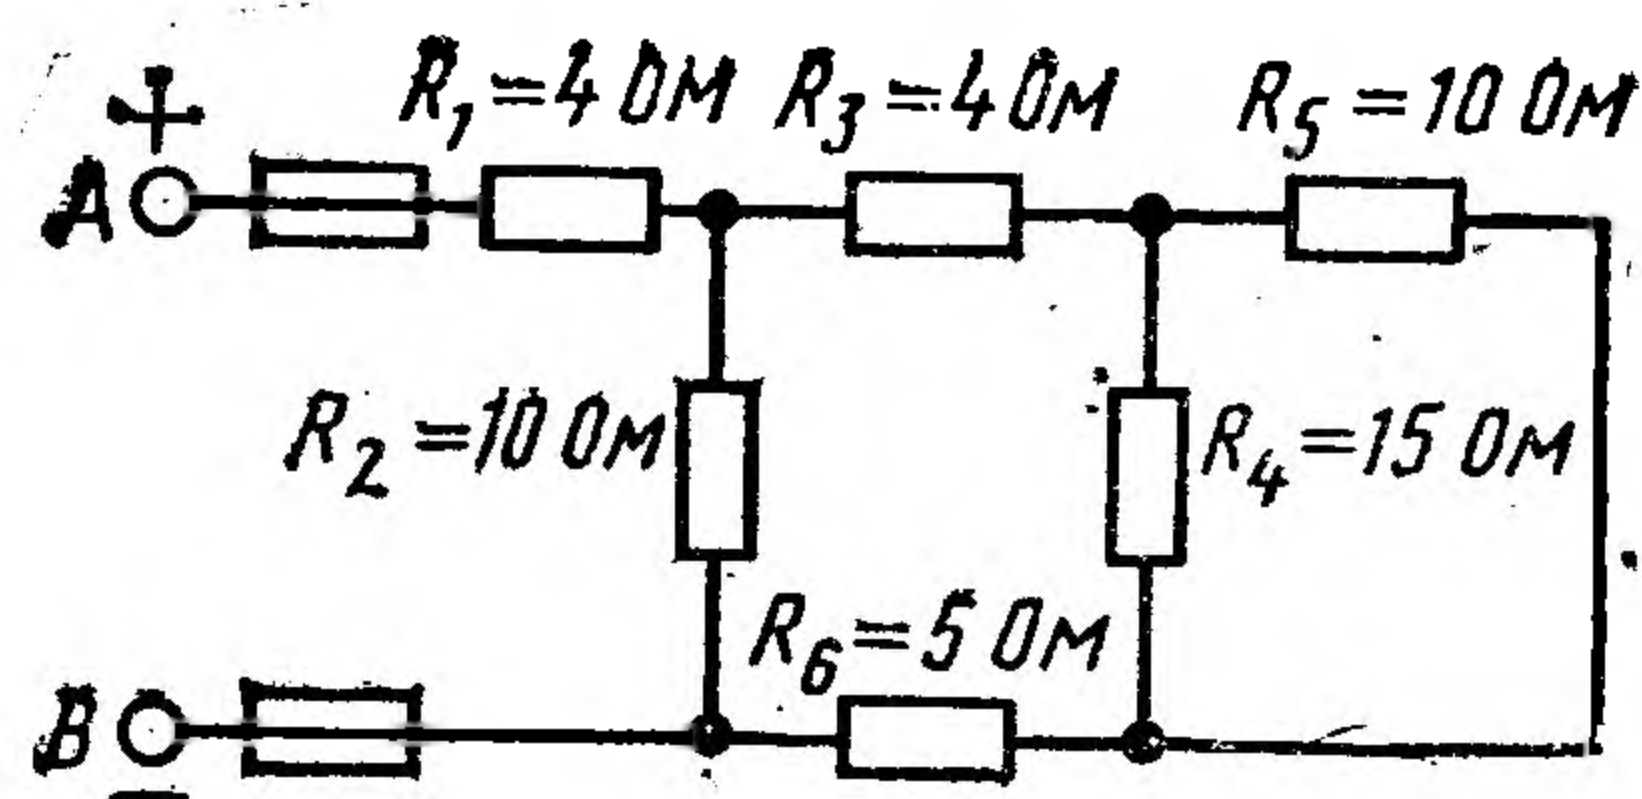 R₁=4 Ом R₃=4 Ом R₅=10 Ом
+
A
R₂=10 Ом R₄=15 Ом
R₆=5 Ом
B
−